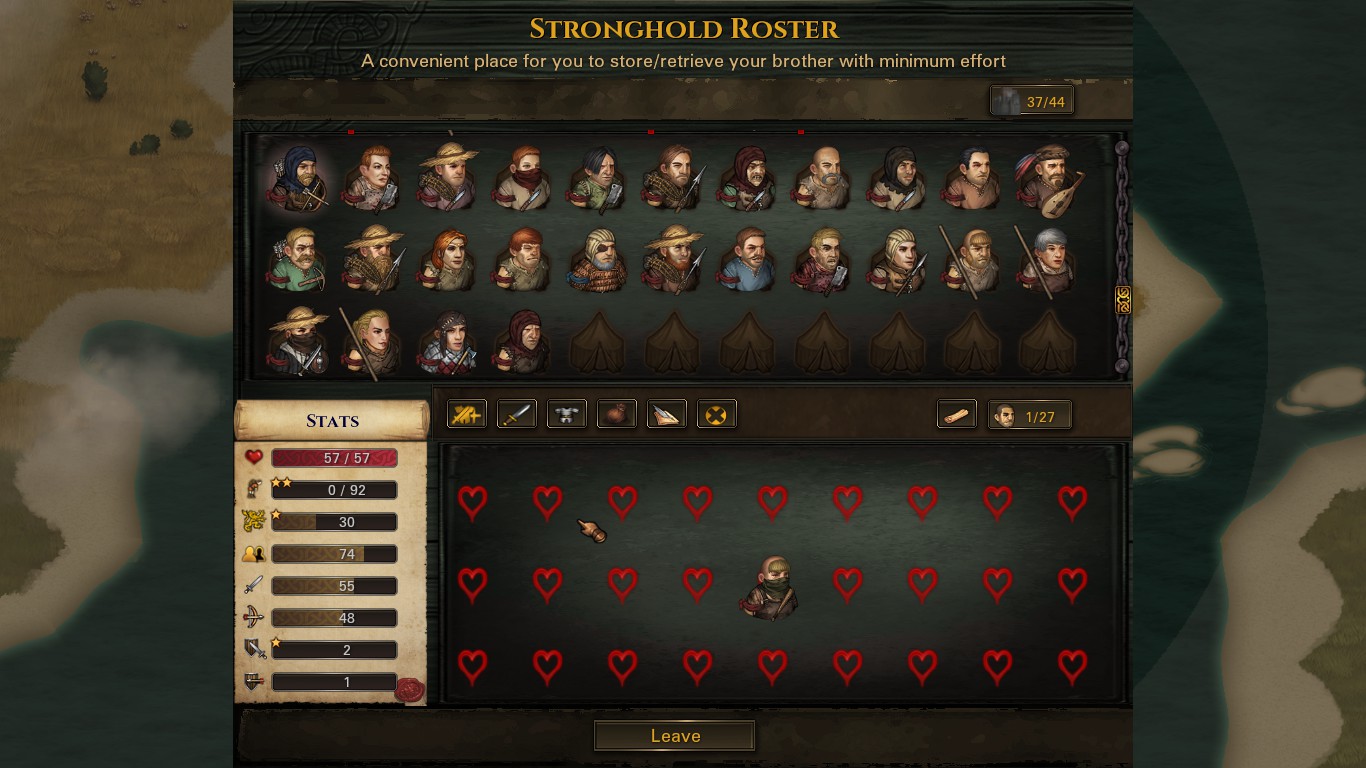 Stronghold Roster
A convenient place for you to store/retrieve your brother with minimum effort
37/44
Stats
1/27
57 / 57
0 / 92
30
74
55
48
2
1
Leave